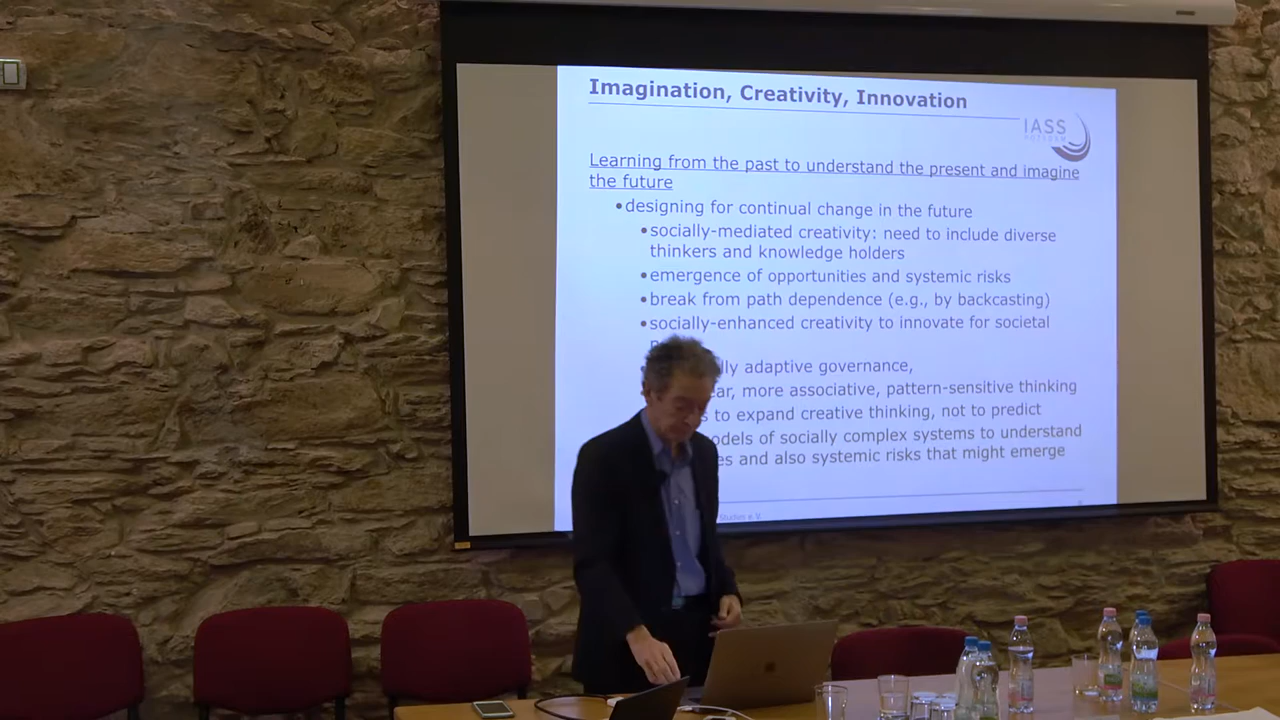 Imagination, Creativity, Innovation
IASS
POTSDAM
Learning from the past to understand the present and imagine
the future
•designing for continual change in the future
•socially-mediated creativity: need to include diverse
thinkers and knowledge holders
•emergence of opportunities and systemic risks
•break from path dependence (e.g., by backcasting)
•socially-enhanced creativity to innovate for societal
adaptive governance,
more associative, pattern-sensitive thinking
to expand creative thinking, not to predict
of socially complex systems to understand
and also systemic risks that might emerge
e.V.